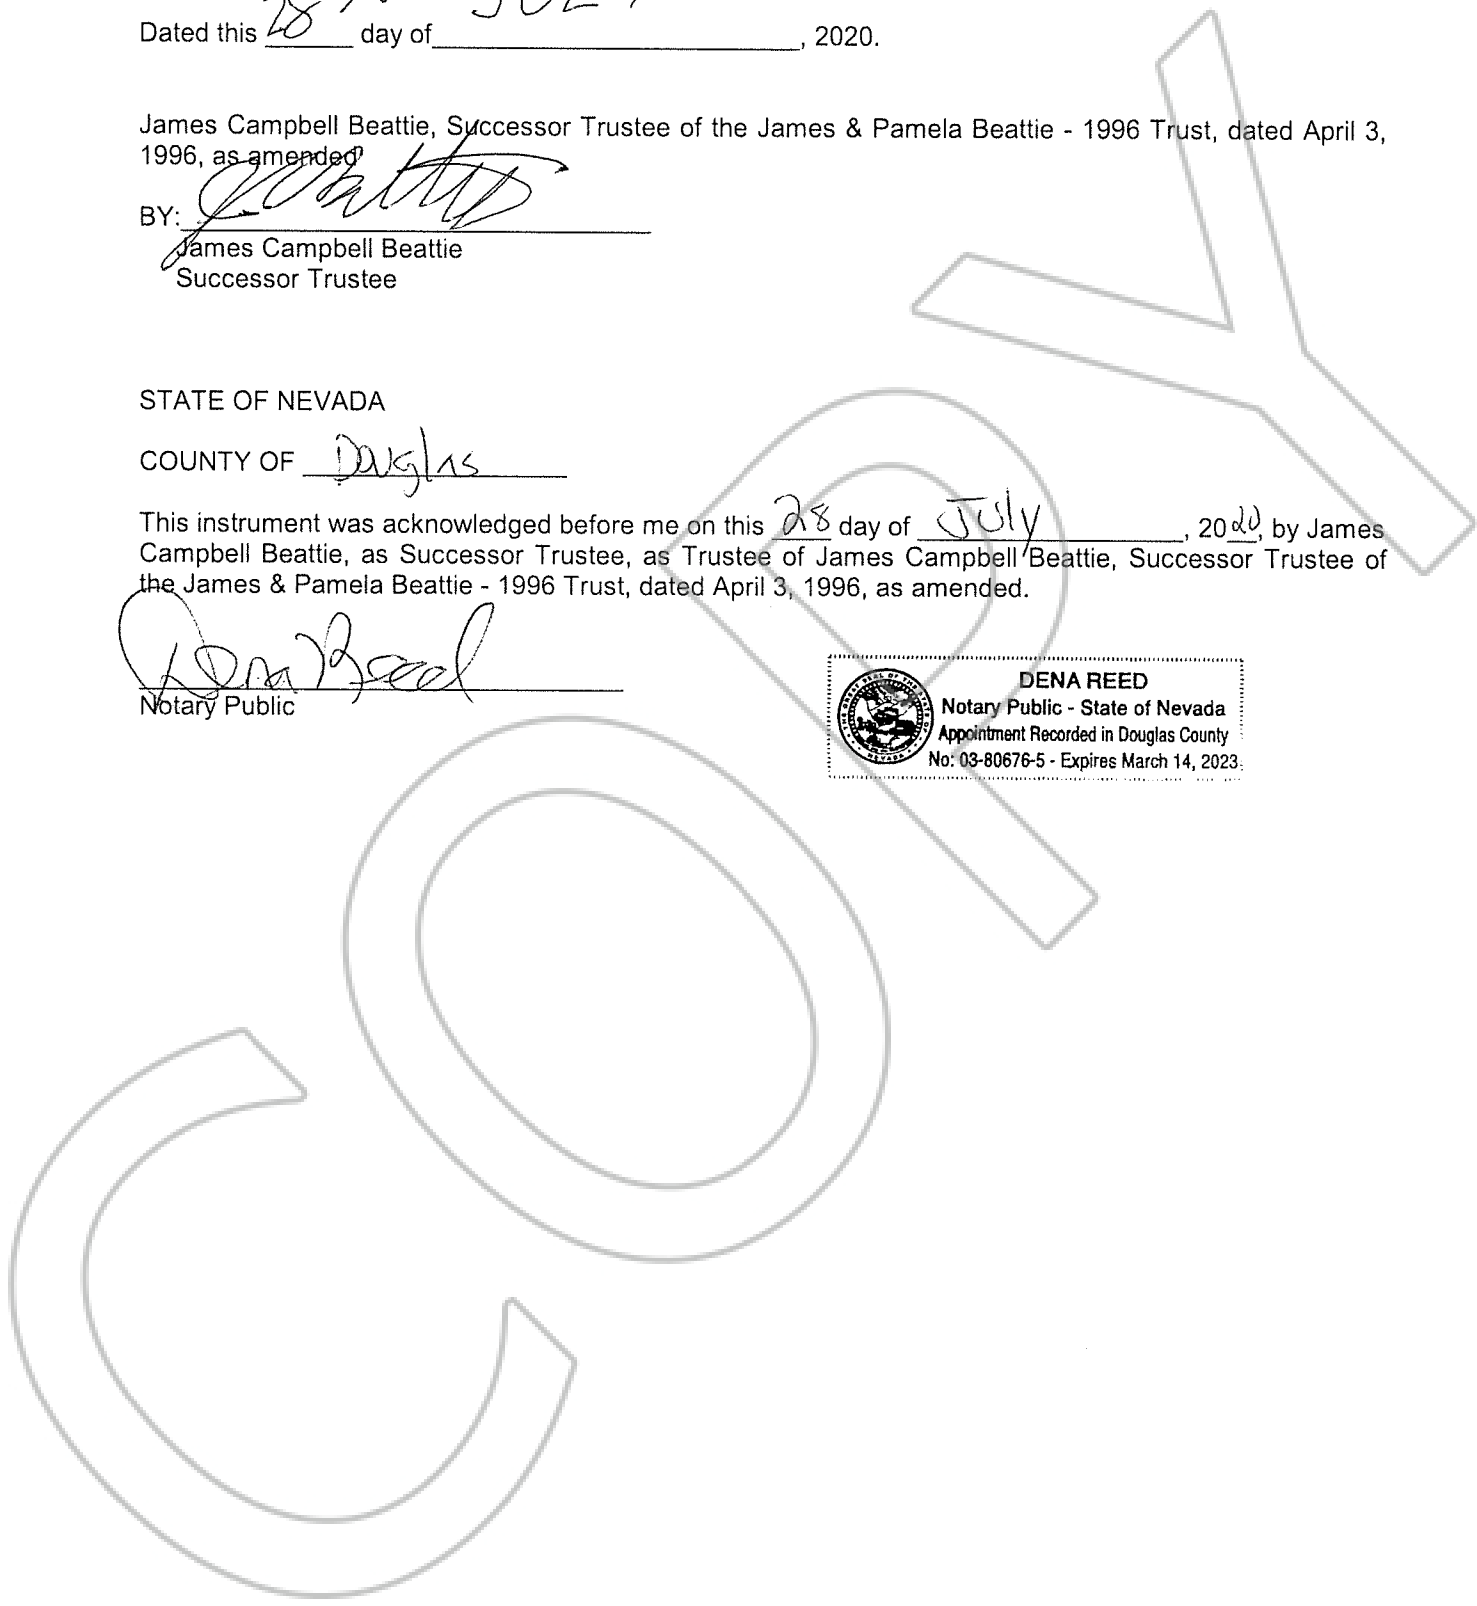 Dated this 28 day of JULY, 2020.
James Campbell Beattie, Successor Trustee of the James & Pamela Beattie - 1996 Trust, dated April 3,
1996, as amended
BY:
James Campbell Beattie
Successor Trustee
STATE OF NEVADA
COUNTY OF Douglas
This instrument was acknowledged before me on this 28 day of July, 2020, by James
Campbell Beattie, as Successor Trustee, as Trustee of James Campbell Beattie, Successor Trustee of
the James & Pamela Beattie - 1996 Trust, dated April 3, 1996, as amended.
Dena Reed
Notary Public
DENA REED
Notary Public - State of Nevada
Appointment Recorded in Douglas County
No: 03-80676-5 - Expires March 14, 2023
COPY